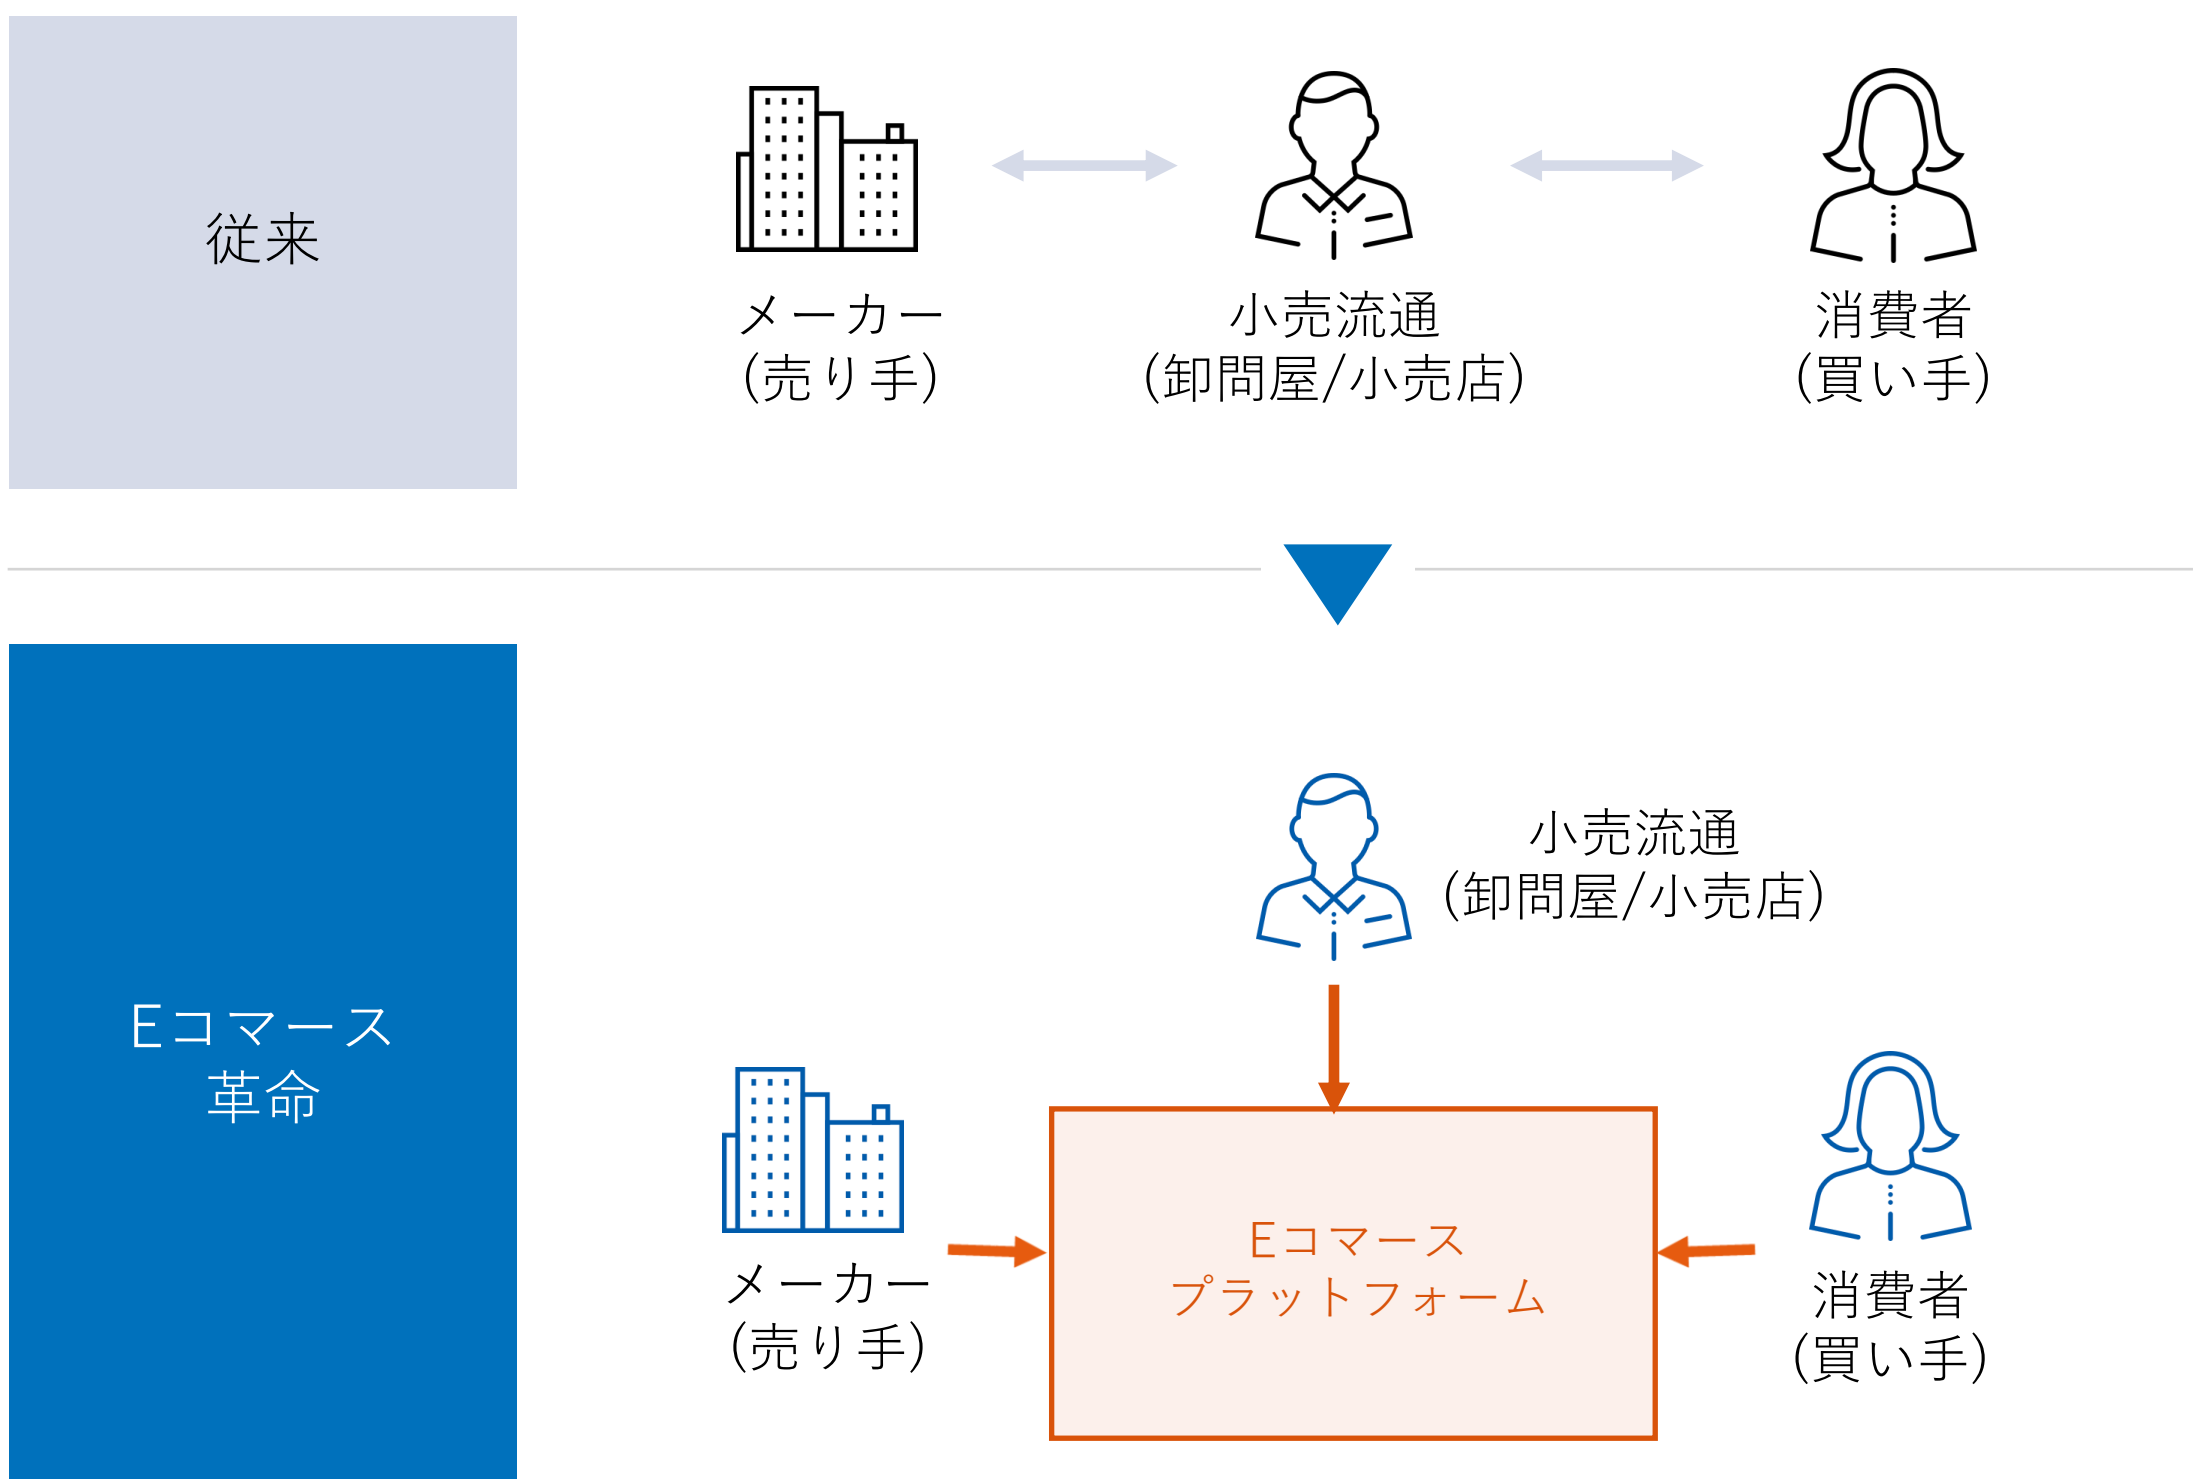 従来
メーカー
(売り手)
小売流通
(卸問屋/小売店)
消費者
(買い手)
Eコマース
革命
小売流通
(卸問屋/小売店)
メーカー
(売り手)
Eコマース
プラットフォーム
消費者
(買い手)